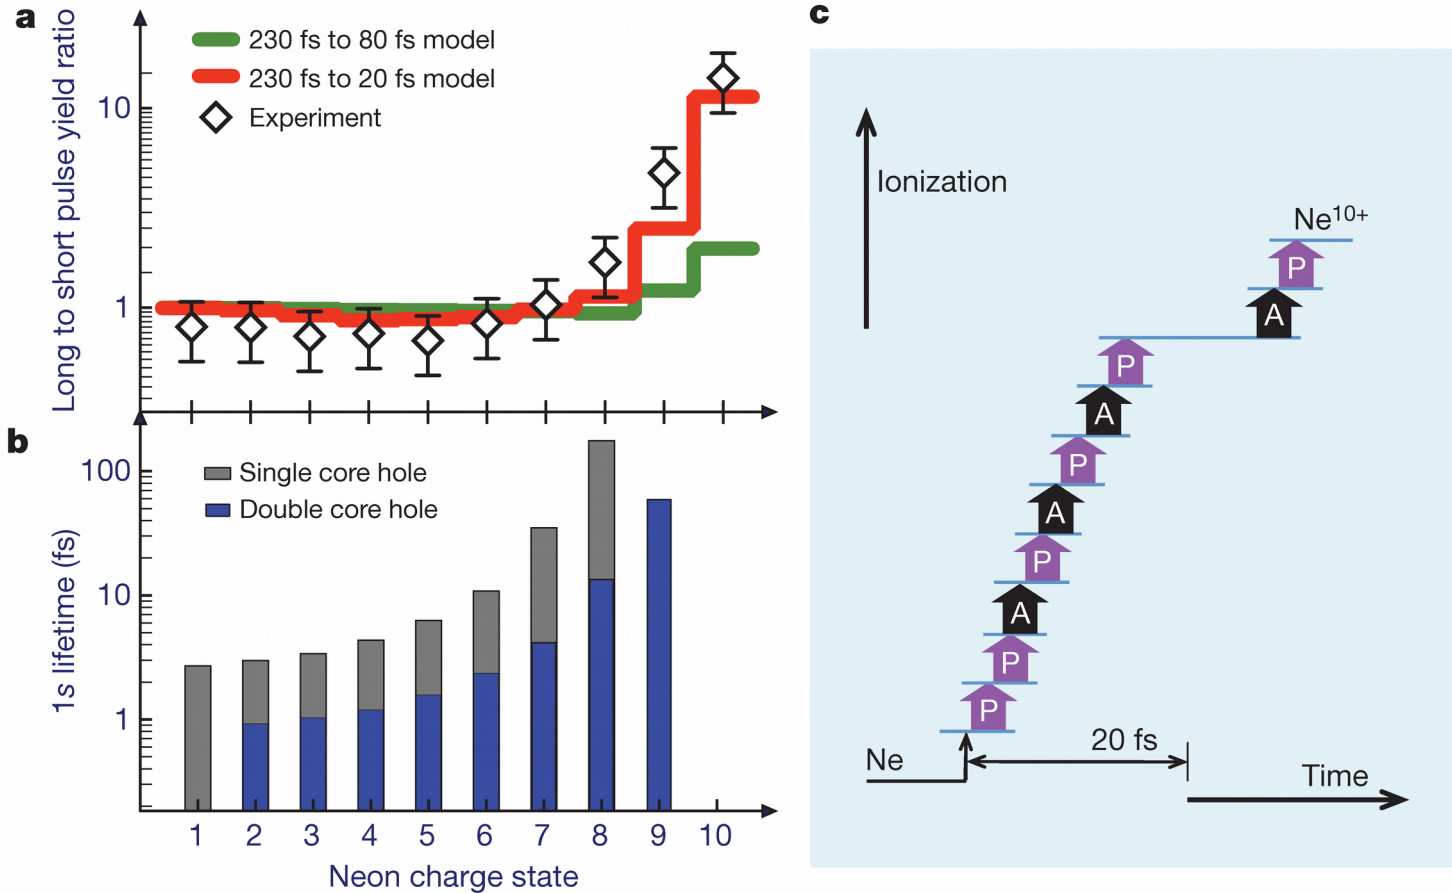 a
Long to short pulse yield ratio
230 fs to 80 fs model
230 fs to 20 fs model
Experiment
10
1
b
1s lifetime (fs)
Single core hole
Double core hole
100
10
1
1 2 3 4 5 6 7 8 9 10
Neon charge state
c
Ionization
Ne10+
P
A
P
A
P
A
P
A
P
P
20 fs
Ne
Time